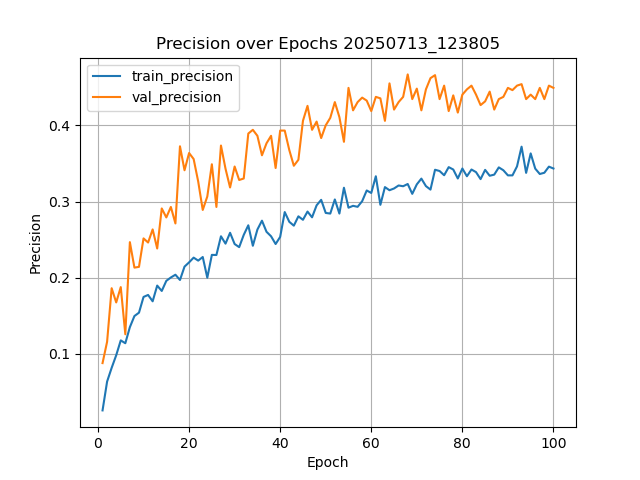 Precision over Epochs 20250713_123805
train_precision
val_precision
0.4
0.3
0.2
0.1
Precision
0 20 40 60 80 100
Epoch